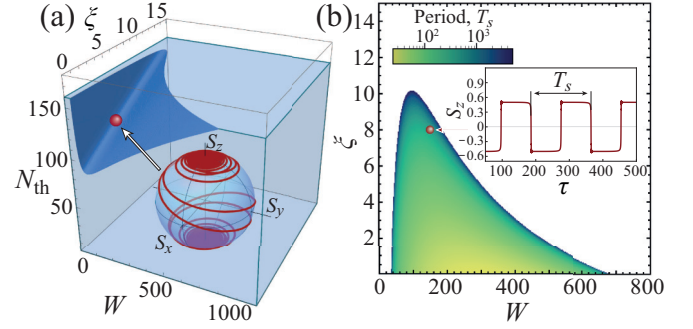 (a)
ξ
0
5
10
15
150
100
50
N_th
0
500
1000
W
S_z
S_y
S_x
(b)
14
12
10
8
6
4
2
0
ξ
Period, T_s
10^2
10^3
T_s
S_z
0.6
0.3
0.0
−0.3
−0.6
100
200
300
400
500
τ
0
200
400
600
800
W